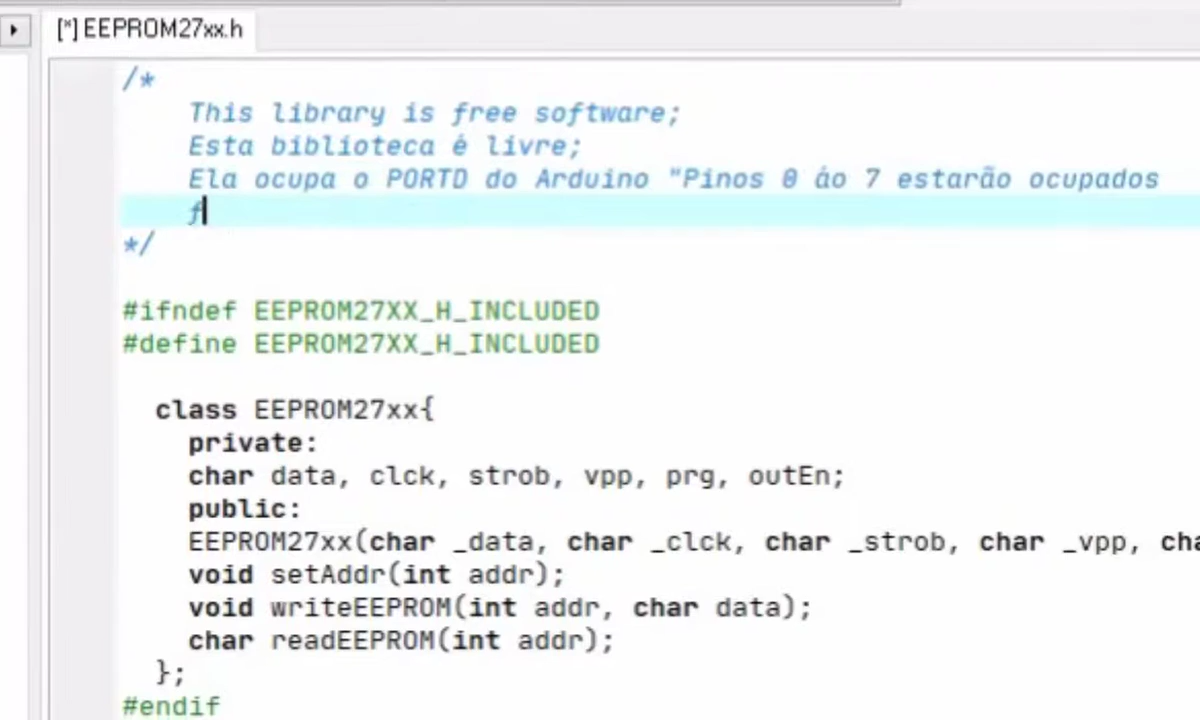 [*] EEPROM27xx.h
/*
This library is free software;
Esta biblioteca é livre;
Ela ocupa o PORTD do Arduino "Pinos 0 áo 7 estarão ocupados
f
*/
#ifndef EEPROM27XX_H_INCLUDED
#define EEPROM27XX_H_INCLUDED
class EEPROM27xx{
private:
char data, clck, strob, vpp, prg, outEn;
public:
EEPROM27xx(char _data, char _clck, char _strob, char _vpp, cha
void setAddr(int addr);
void writeEEPROM(int addr, char data);
char readEEPROM(int addr);
};
#endif